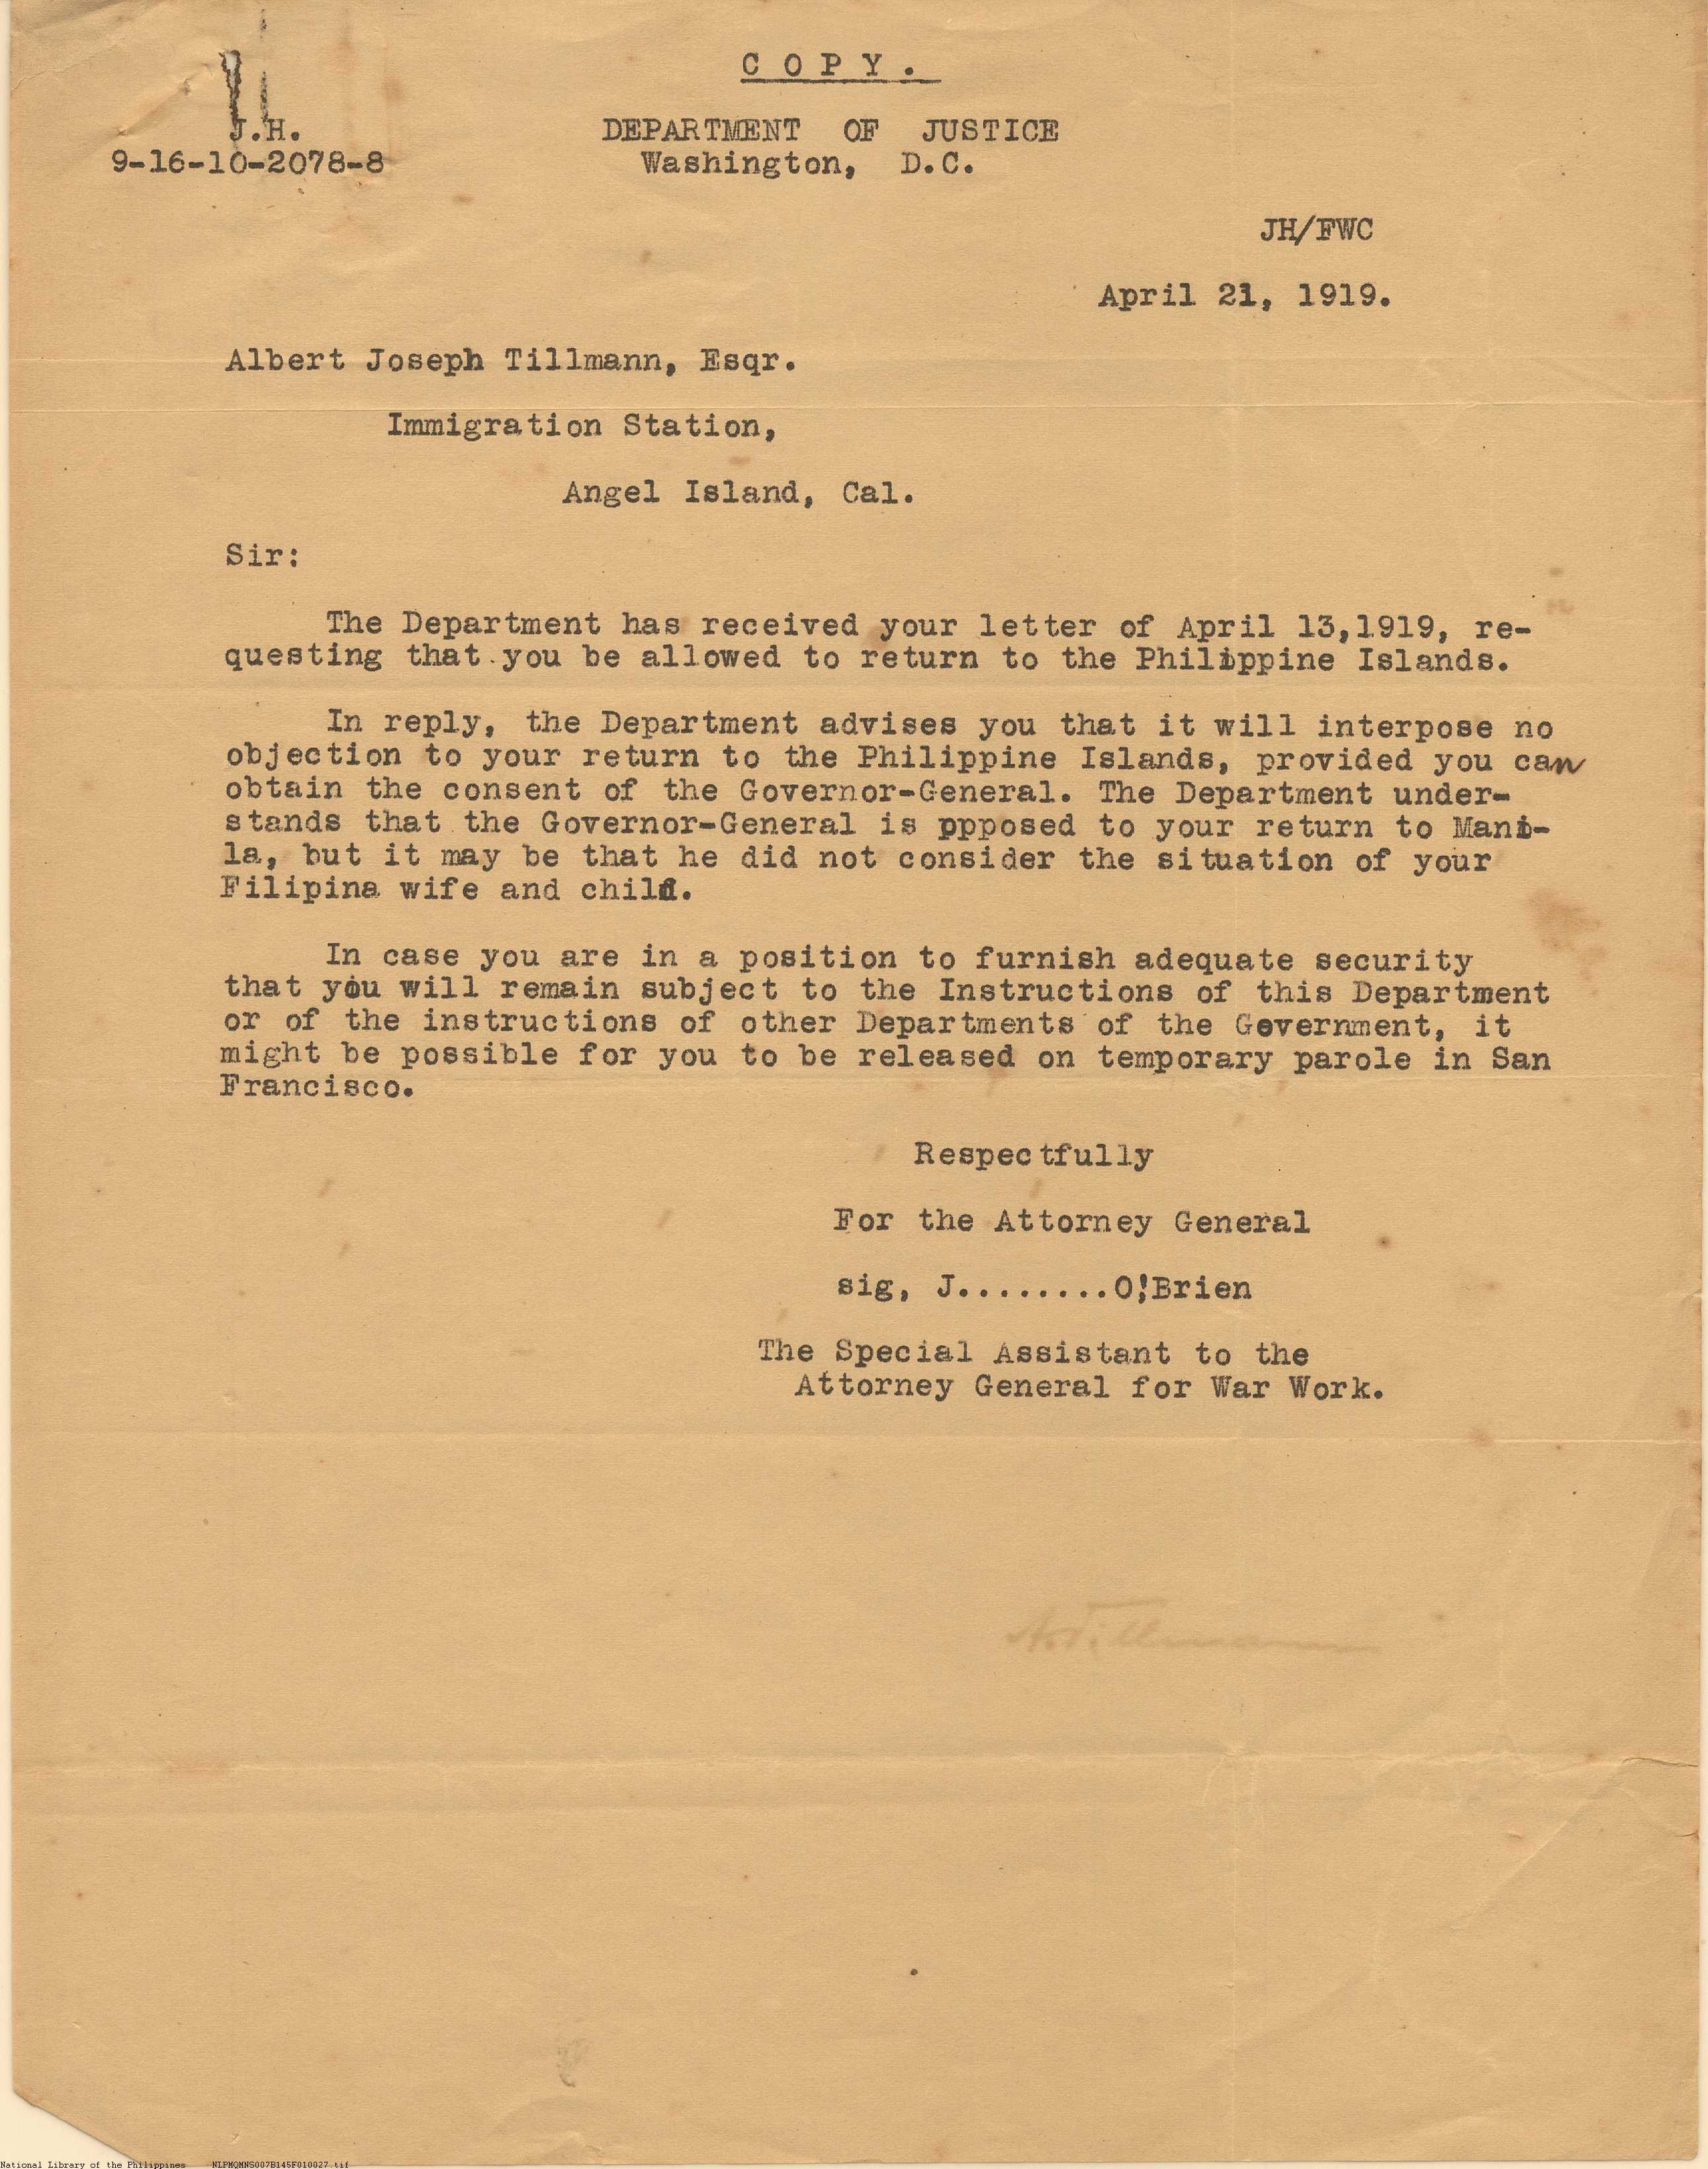 C O P Y .
J.H.
9-16-10-2078-8
DEPARTMENT OF JUSTICE
Washington, D.C.
JH/FWC
April 21, 1919.
Albert Joseph Tillmann, Esqr.
Immigration Station,
Angel Island, Cal.
Sir:
The Department has received your letter of April 13,1919, re-
questing that you be allowed to return to the Philippine Islands.
In reply, the Department advises you that it will interpose no
objection to your return to the Philippine Islands, provided you can
obtain the consent of the Governor-General. The Department under-
stands that the Governor-General is ppposed to your return to Mani-
la, but it may be that he did not consider the situation of your
Filipina wife and child.
In case you are in a position to furnish adequate security
that you will remain subject to the Instructions of this Department
or of the instructions of other Departments of the Government, it
might be possible for you to be released on temporary parole in San
Francisco.
Respectfully
For the Attorney General
sig, J........O'Brien
The Special Assistant to the
Attorney General for War Work.
A. Tillmann
National Library of the Philippines NLPMQMNS007B145F010027.tif